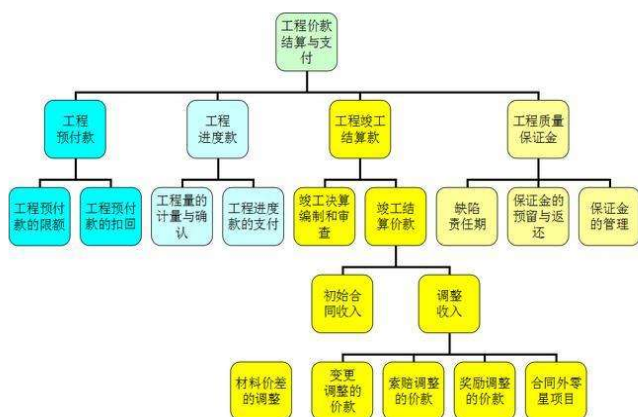 工程价款
结算与支
付
工程
预付款
工程
进度款
工程竣工
结算款
工程质量
保证金
工程预付
款的限额
工程预付
款的扣回
工程量的
计量与确
认
工程进度
款的支付
竣工决算
编制和审
查
竣工结
算价款
缺陷
责任期
保证金的
预留与返
还
保证金
的管理
初始合
同收入
调整
收入
材料价差
的调整
变更
调整的
价款
索赔调整
的价款
奖励调整
的价款
合同外零
星项目